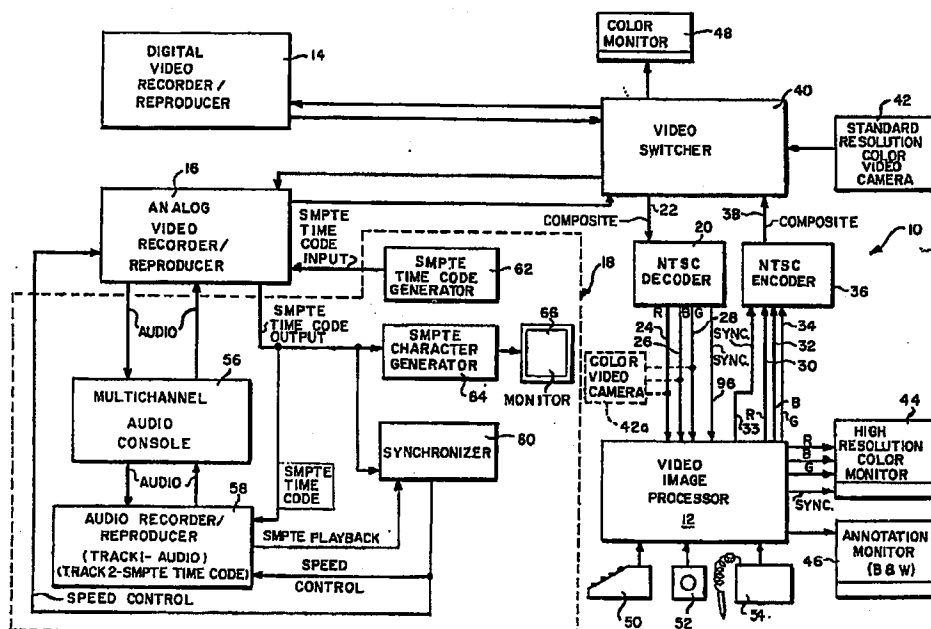 COLOR
MONITOR
48
DIGITAL
VIDEO
RECORDER/
REPRODUCER
14
40
VIDEO
SWITCHER
42
STANDARD
RESOLUTION
COLOR
VIDEO
CAMERA
16
ANALOG
VIDEO
RECORDER/
REPRODUCER
SMPTE
TIME
CODE
INPUT
SMPTE
TIME CODE
GENERATOR
62
18
COMPOSITE
22
38
COMPOSITE
10
20
NTSC
DECODER
NTSC
ENCODER
36
AUDIO
SMPTE
TIME CODE
OUTPUT
SMPTE
CHARACTER
GENERATOR
64
66
MONITOR
R
B
G
24
26
28
SYNC.
SYNC.
34
32
30
COLOR
VIDEO
CAMERA
42a
96
R
33
B
G
56
MULTICHANNEL
AUDIO
CONSOLE
60
SYNCHRONIZER
VIDEO
IMAGE
PROCESSOR
12
R
B
G
SYNC.
44
HIGH
RESOLUTION
COLOR
MONITOR
AUDIO
SMPTE
TIME
CODE
58
AUDIO RECORDER/
REPRODUCER
(TRACK1-AUDIO)
(TRACK2-SMPTE TIME CODE)
SMPTE PLAYBACK
SPEED
CONTROL
SPEED CONTROL
46
ANNOTATION
MONITOR
(B & W)
50
52
54